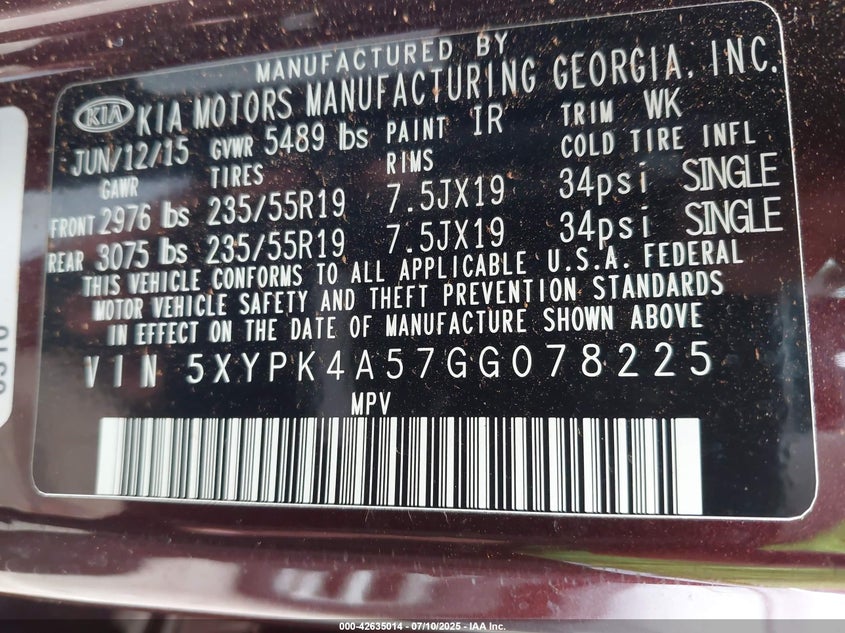 MANUFACTURED BY
KIA KIA MOTORS MANUFACTURING GEORGIA, INC.
JUN/12/15 GVWR 5489 lbs PAINT IR TRIM WK
GAWR TIRES RIMS COLD TIRE INFL
FRONT 2976 lbs 235/55R19 7.5JX19 34psi SINGLE
REAR 3075 lbs 235/55R19 7.5JX19 34psi SINGLE
THIS VEHICLE CONFORMS TO ALL APPLICABLE U.S.A. FEDERAL
MOTOR VEHICLE SAFETY AND THEFT PREVENTION STANDARDS
IN EFFECT ON THE DATE OF MANUFACTURE SHOWN ABOVE
VIN 5XYPK4A57GG078225
MPV
000-42635014 - 07/10/2025 - IAA Inc.